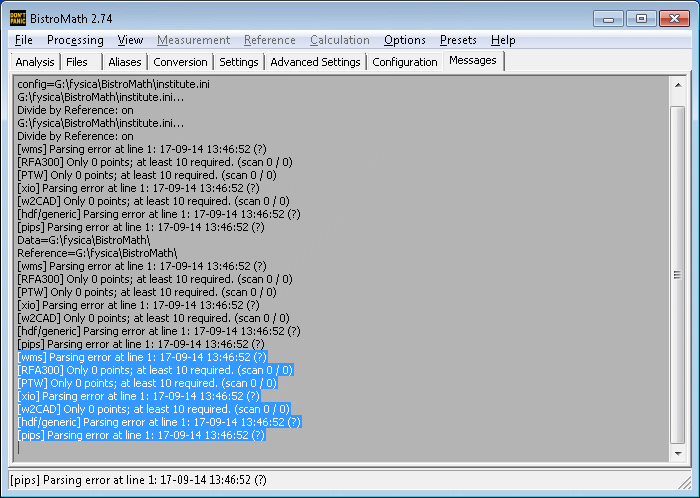 DON'T
PANIC
BistroMath 2.74
File Processing View Measurement Reference Calculation Options Presets Help
Analysis Files Aliases Conversion Settings Advanced Settings Configuration Messages
config=G:\fysica\BistroMath\institute.ini
G:\fysica\BistroMath\institute.ini...
Divide by Reference: on
G:\fysica\BistroMath\institute.ini...
Divide by Reference: on
[wms] Parsing error at line 1: 17-09-14 13:46:52 (?)
[RFA300] Only 0 points; at least 10 required. (scan 0 / 0)
[PTW] Only 0 points; at least 10 required. (scan 0 / 0)
[xio] Parsing error at line 1: 17-09-14 13:46:52 (?)
[w2CAD] Only 0 points; at least 10 required. (scan 0 / 0)
[hdf/generic] Parsing error at line 1: 17-09-14 13:46:52 (?)
[pips] Parsing error at line 1: 17-09-14 13:46:52 (?)
Data=G:\fysica\BistroMath\
Reference=G:\fysica\BistroMath\
[wms] Parsing error at line 1: 17-09-14 13:46:52 (?)
[RFA300] Only 0 points; at least 10 required. (scan 0 / 0)
[PTW] Only 0 points; at least 10 required. (scan 0 / 0)
[xio] Parsing error at line 1: 17-09-14 13:46:52 (?)
[w2CAD] Only 0 points; at least 10 required. (scan 0 / 0)
[hdf/generic] Parsing error at line 1: 17-09-14 13:46:52 (?)
[pips] Parsing error at line 1: 17-09-14 13:46:52 (?)
[wms] Parsing error at line 1: 17-09-14 13:46:52 (?)
[RFA300] Only 0 points; at least 10 required. (scan 0 / 0)
[PTW] Only 0 points; at least 10 required. (scan 0 / 0)
[xio] Parsing error at line 1: 17-09-14 13:46:52 (?)
[w2CAD] Only 0 points; at least 10 required. (scan 0 / 0)
[hdf/generic] Parsing error at line 1: 17-09-14 13:46:52 (?)
[pips] Parsing error at line 1: 17-09-14 13:46:52 (?)
[pips] Parsing error at line 1: 17-09-14 13:46:52 (?)